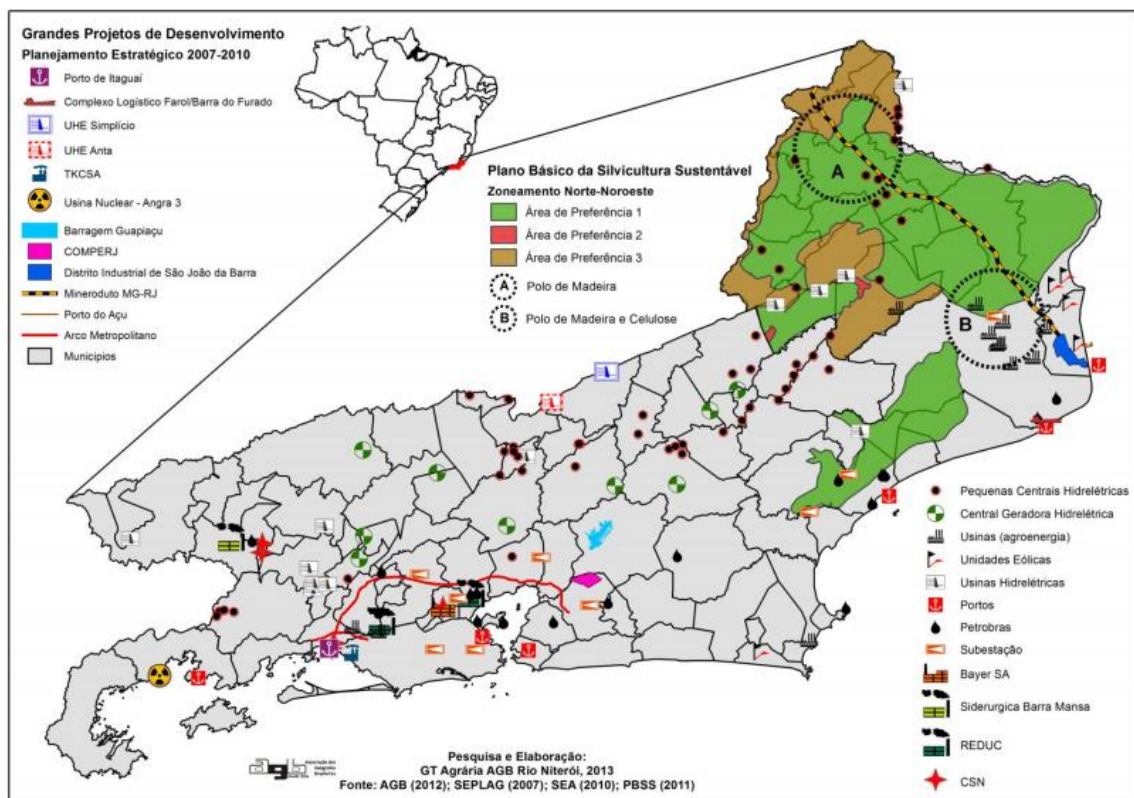 Grandes Projetos de Desenvolvimento
Planejamento Estratégico 2007-2010
Porto de Itaguaí
Complexo Logístico Farol/Barra do Furado
UHE Simplício
UHE Anta
TKCSA
Usina Nuclear - Angra 3
Barragem Guapiaçu
COMPERJ
Distrito Industrial de São João da Barra
Mineroduto MG-RJ
Porto do Açu
Arco Metropolitano
Municipios
Plano Básico da Silvicultura Sustentável
Zoneamento Norte-Noroeste
Área de Preferência 1
Área de Preferência 2
Área de Preferência 3
A Polo de Madeira
B Polo de Madeira e Celulose
A
B
Pequenas Centrais Hidrelétricas
Central Geradora Hidrelétrica
Usinas (agroenergia)
Unidades Eólicas
Usinas Hidrelétricas
Portos
Petrobras
Subestação
Bayer SA
Siderurgica Barra Mansa
REDUC
CSN
agb
Pesquisa e Elaboração:
GT Agrária AGB Rio Niterói, 2013
Fonte: AGB (2012); SEPLAG (2007); SEA (2010); PBSS (2011)